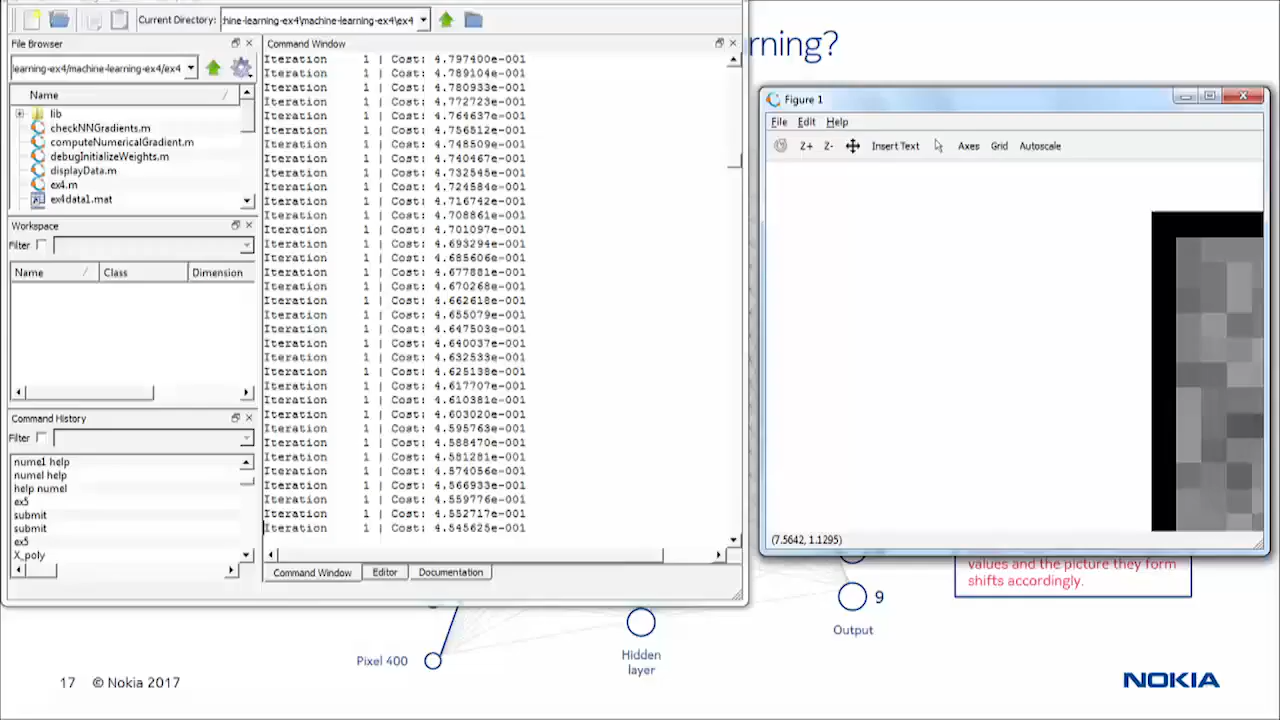 rning?
Current Directory: hine-learning-ex4\machine-learning-ex4\ex4
File Browser
learning-ex4/machine-learning-ex4/ex4
Name
lib
checkNNGradients.m
computeNumericalGradient.m
debugInitializeWeights.m
displayData.m
ex4.m
ex4data1.mat
Workspace
Filter
Name
Class
Dimension
Command History
Filter
numel help
numel help
help numel
ex5
submit
submit
ex5
X_poly
Command Window
Iteration 1 | Cost: 4.797400e-001
Iteration 1 | Cost: 4.789104e-001
Iteration 1 | Cost: 4.780933e-001
Iteration 1 | Cost: 4.772723e-001
Iteration 1 | Cost: 4.764637e-001
Iteration 1 | Cost: 4.756512e-001
Iteration 1 | Cost: 4.748509e-001
Iteration 1 | Cost: 4.740467e-001
Iteration 1 | Cost: 4.732545e-001
Iteration 1 | Cost: 4.724584e-001
Iteration 1 | Cost: 4.716742e-001
Iteration 1 | Cost: 4.708861e-001
Iteration 1 | Cost: 4.701097e-001
Iteration 1 | Cost: 4.693294e-001
Iteration 1 | Cost: 4.685606e-001
Iteration 1 | Cost: 4.677881e-001
Iteration 1 | Cost: 4.670268e-001
Iteration 1 | Cost: 4.662618e-001
Iteration 1 | Cost: 4.655079e-001
Iteration 1 | Cost: 4.647503e-001
Iteration 1 | Cost: 4.640037e-001
Iteration 1 | Cost: 4.632533e-001
Iteration 1 | Cost: 4.625138e-001
Iteration 1 | Cost: 4.617707e-001
Iteration 1 | Cost: 4.610381e-001
Iteration 1 | Cost: 4.603020e-001
Iteration 1 | Cost: 4.595763e-001
Iteration 1 | Cost: 4.588470e-001
Iteration 1 | Cost: 4.581281e-001
Iteration 1 | Cost: 4.574056e-001
Iteration 1 | Cost: 4.566933e-001
Iteration 1 | Cost: 4.559776e-001
Iteration 1 | Cost: 4.552717e-001
Iteration 1 | Cost: 4.545625e-001
Command Window Editor Documentation
Figure 1
File Edit Help
Z+ Z- Insert Text Axes Grid Autoscale
(7.5642, 1.1295)
values and the picture they form
shifts accordingly.
9
Output
Pixel 400
Hidden
layer
17 © Nokia 2017
NOKIA